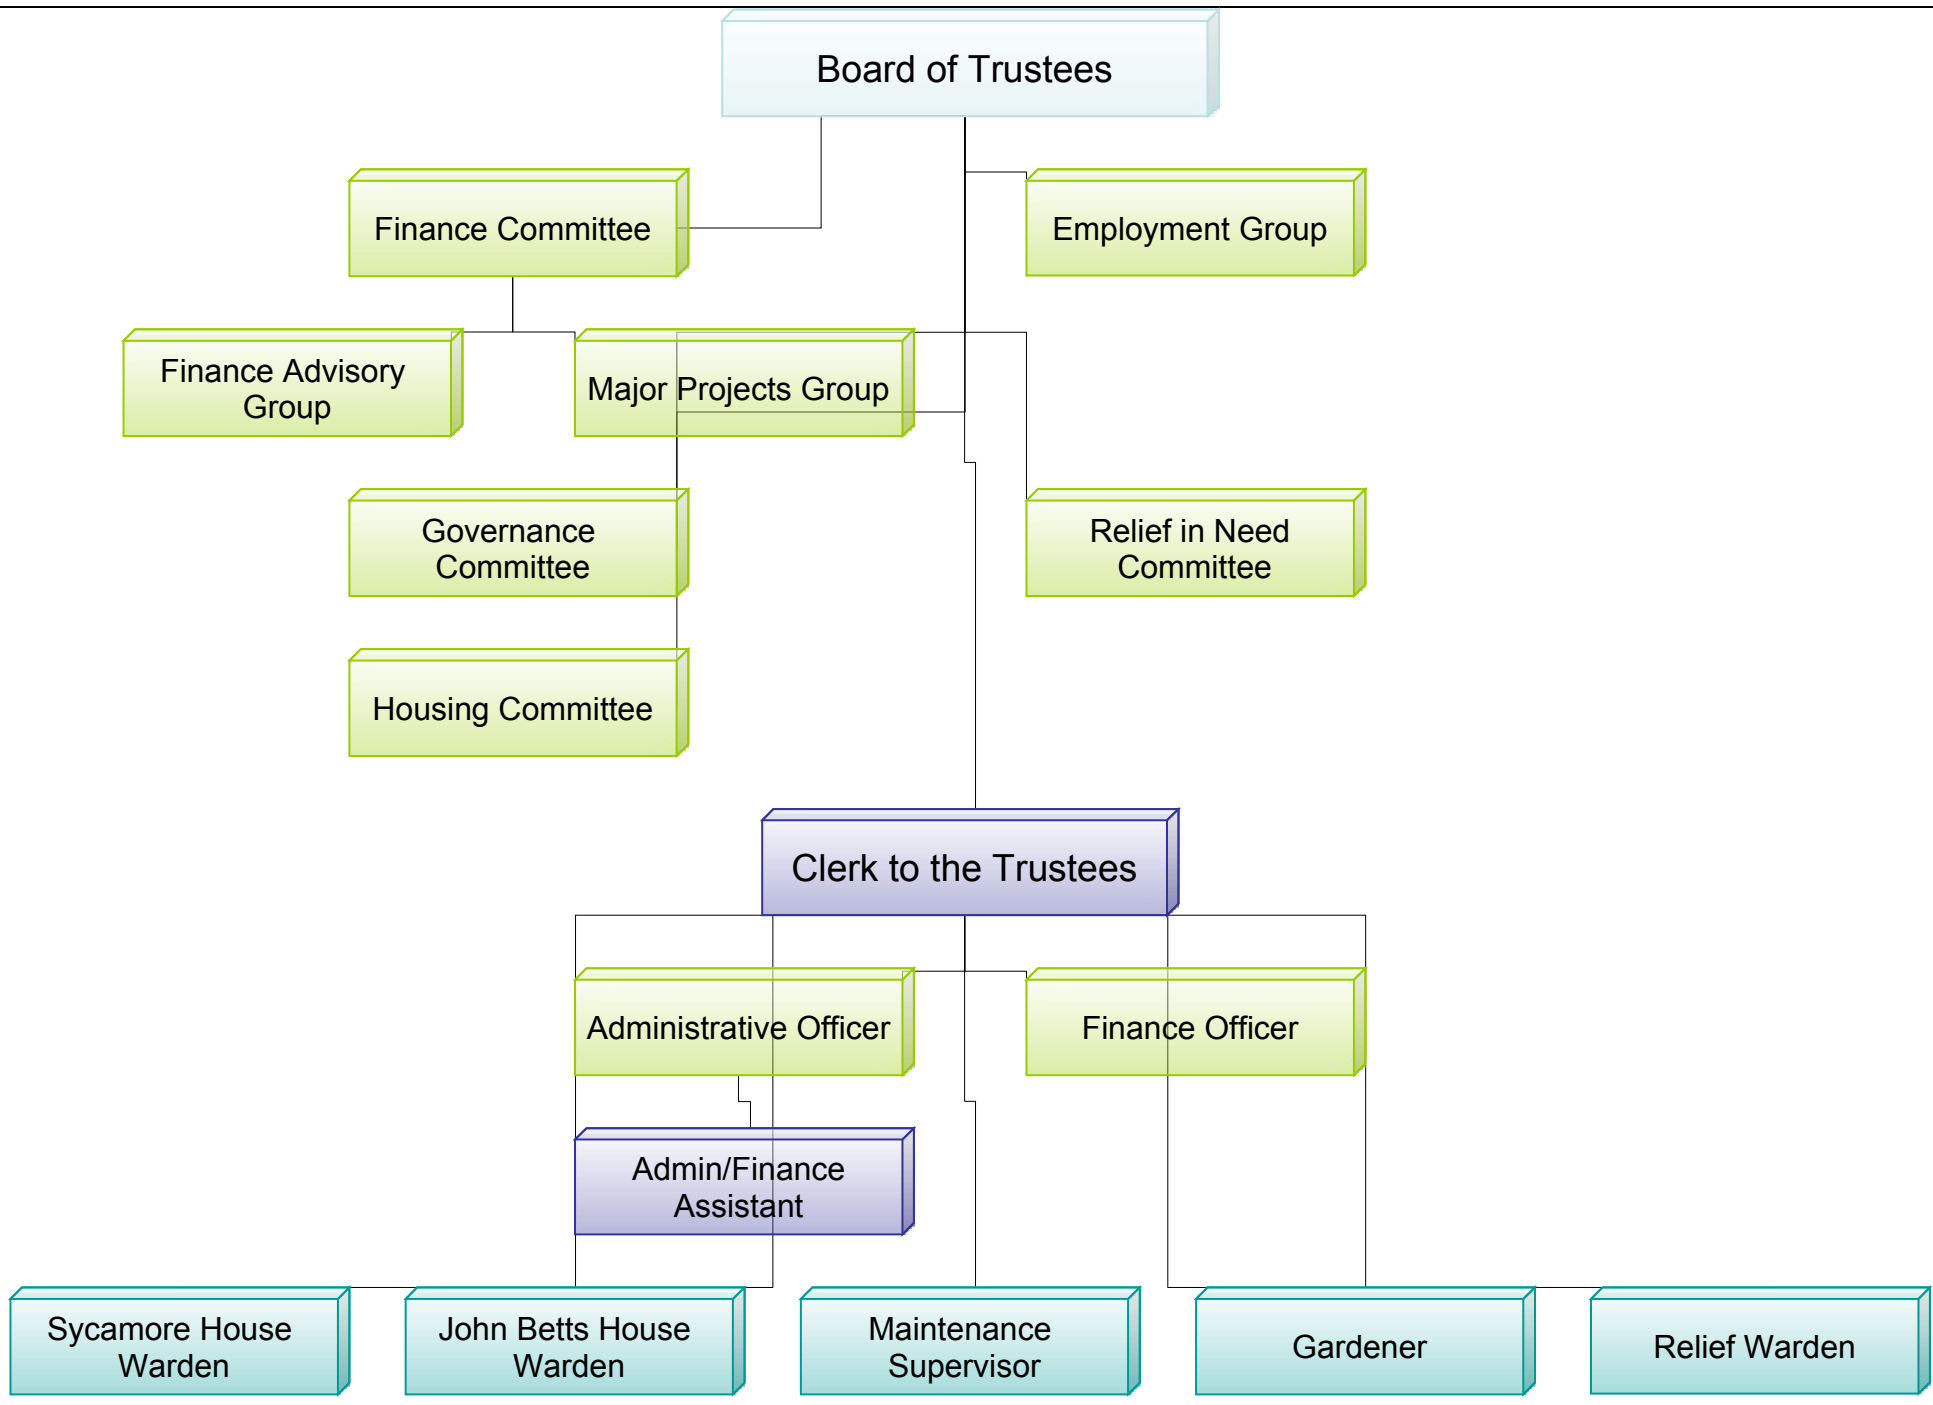 Board of Trustees
Finance Committee
Employment Group
Finance Advisory
Group
Major Projects Group
Governance
Committee
Relief in Need
Committee
Housing Committee
Clerk to the Trustees
Administrative Officer
Finance Officer
Admin/Finance
Assistant
Sycamore House
Warden
John Betts House
Warden
Maintenance
Supervisor
Gardener
Relief Warden